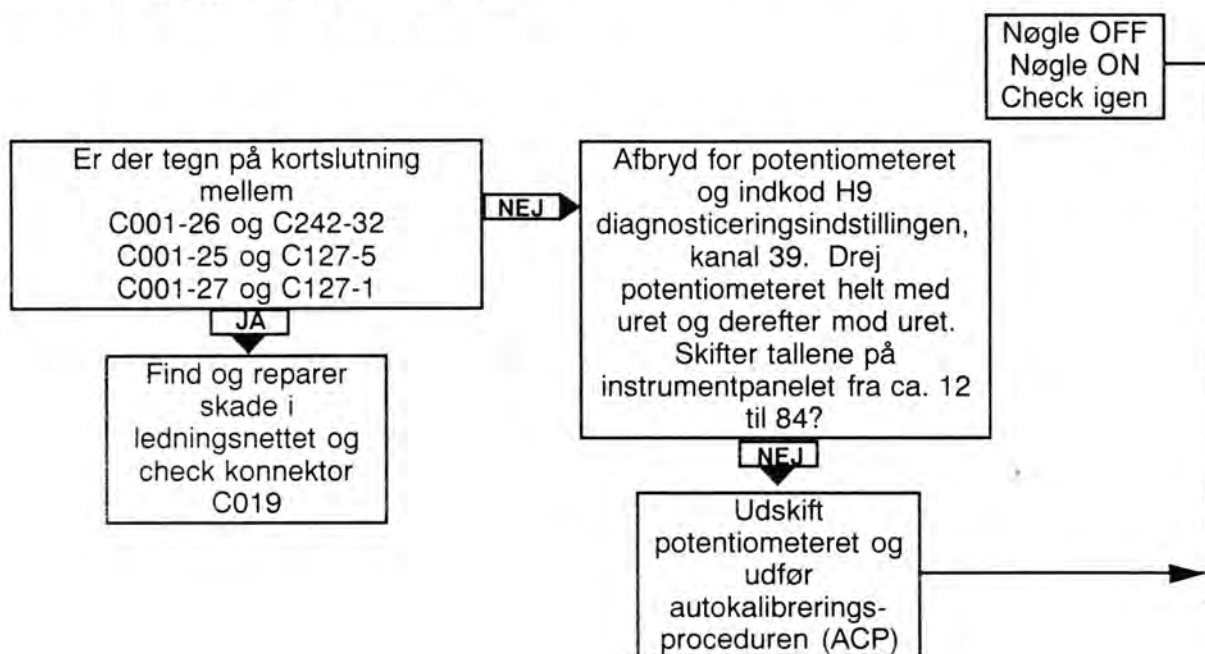 Nøgle OFF
Nøgle ON
Check igen
Er der tegn på kortslutning
mellem
C001-26 og C242-32
C001-25 og C127-5
C001-27 og C127-1
NEJ
Afbryd for potentiometeret
og indkod H9
diagnosticeringsindstillingen,
kanal 39. Drej
potentiometeret helt med
uret og derefter mod uret.
Skifter tallene på
instrumentpanelet fra ca. 12
til 84?
JA
Find og reparer
skade i
ledningsnettet og
check konnektor
C019
NEJ
Udskift
potentiometeret og
udfør
autokalibrerings-
proceduren (ACP)